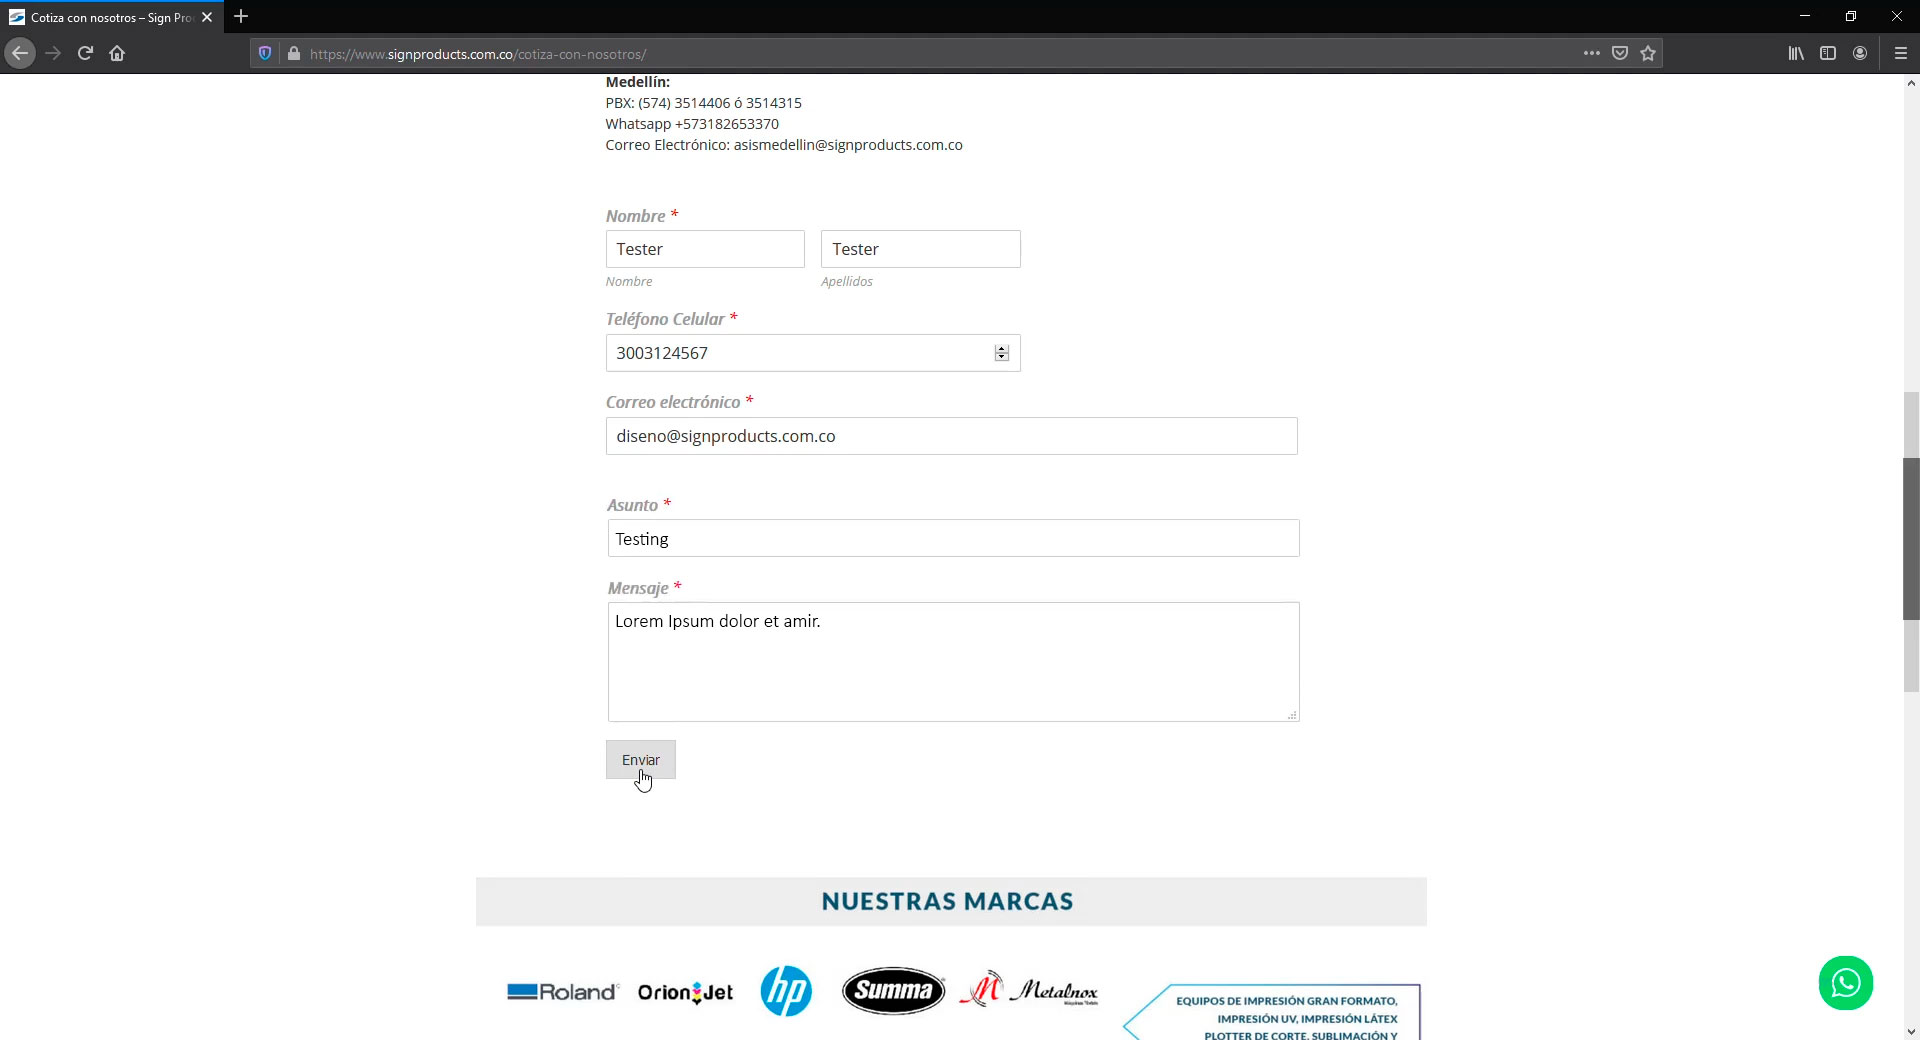 Cotiza con nosotros – Sign Pro
https://www.signproducts.com.co/cotiza-con-nosotros/
Medellín:
PBX: (574) 3514406 ó 3514315
Whatsapp +573182653370
Correo Electrónico: asismedellin@signproducts.com.co
Nombre *
Tester Tester
Nombre Apellidos
Teléfono Celular *
3003124567
Correo electrónico *
diseno@signproducts.com.co
Asunto *
Testing
Mensaje *
Lorem Ipsum dolor et amir.
Enviar
NUESTRAS MARCAS
Roland OrionJet hp Summa Metalnox
EQUIPOS DE IMPRESIÓN GRAN FORMATO,
IMPRESIÓN UV, IMPRESIÓN LÁTEX
PLOTTER DE CORTE, SUBLIMACIÓN Y